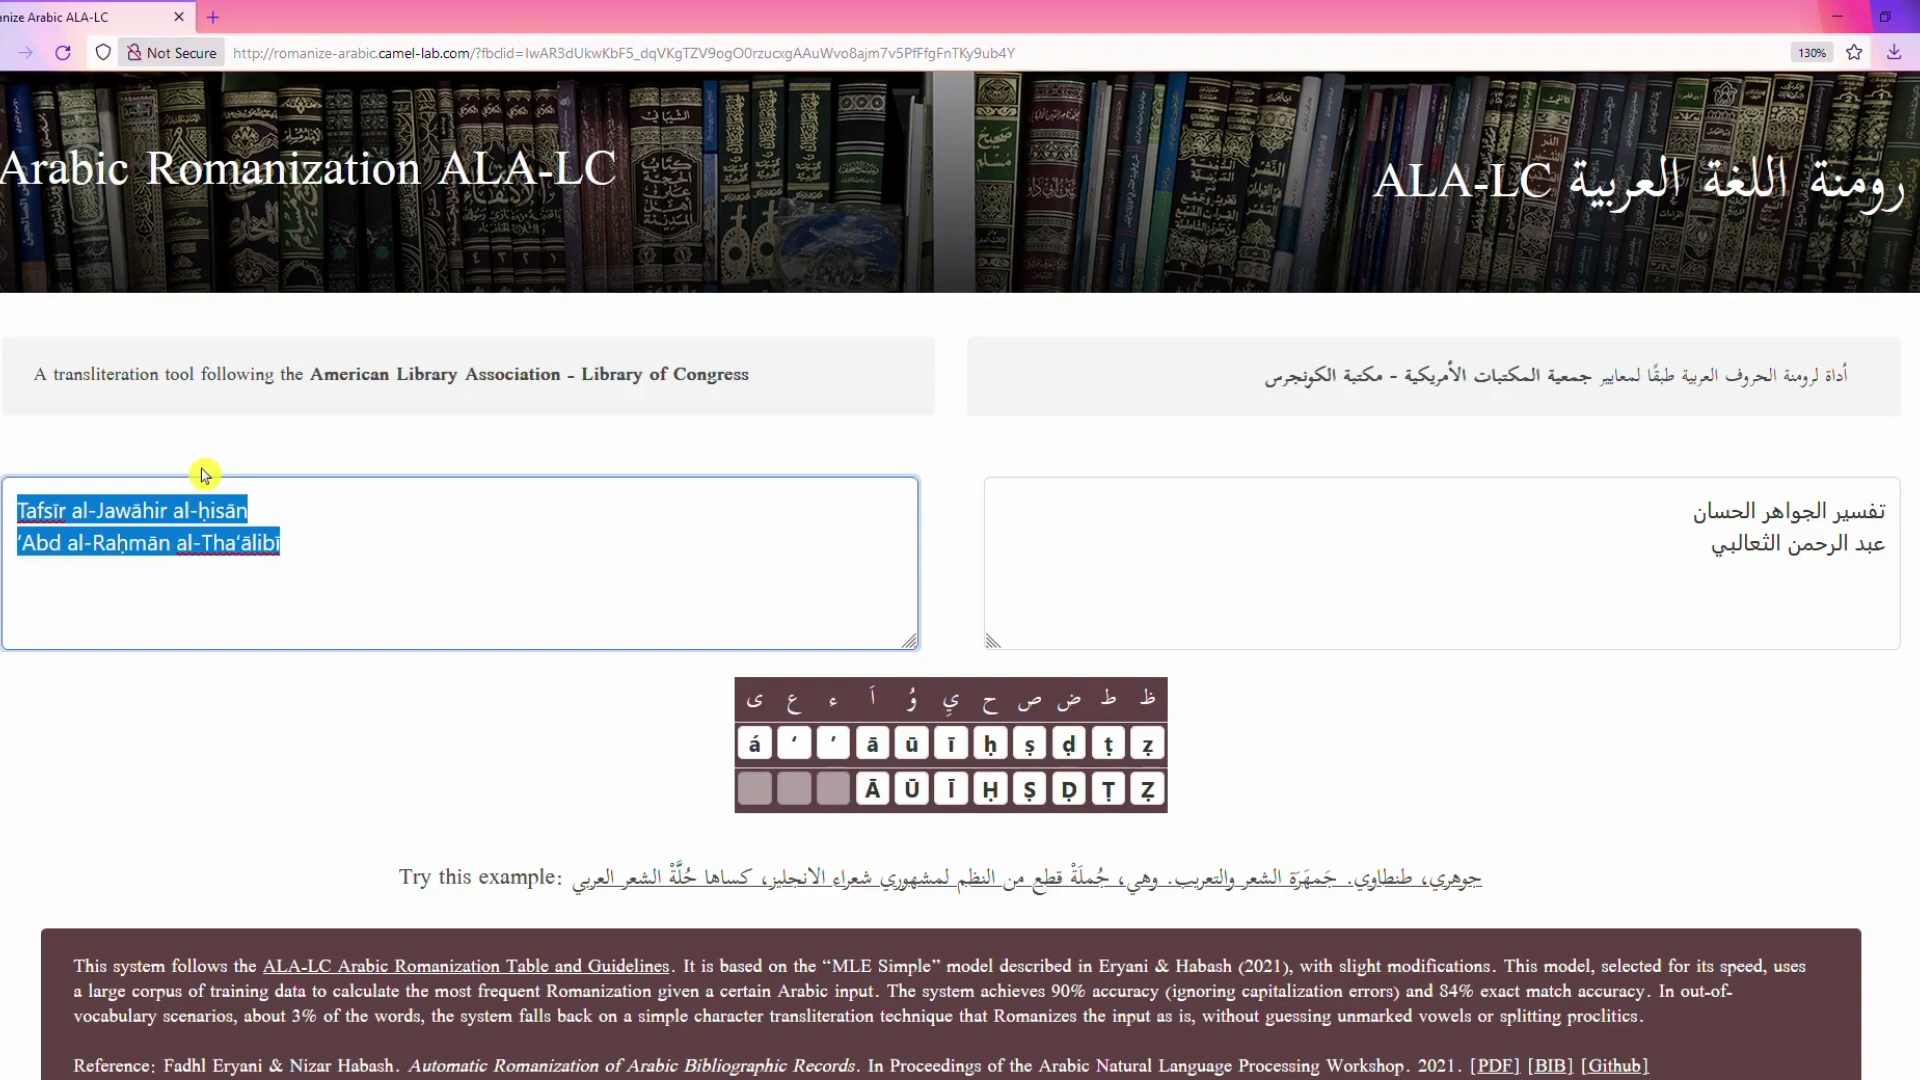 anize Arabic ALA-LC
Not Secure
http://romanize-arabic.camel-lab.com/?fbclid=IwAR3dUkwKbF5_dqVKgTZV9ogO0rzucxgAAuWvo8ajm7v5PfFfgFnTKy9ub4Y
130%
Arabic Romanization ALA-LC
رومنة اللغة العربية ALA-LC
A transliteration tool following the American Library Association - Library of Congress
أداة لرومنة الحروف العربية طبقًا لمعايير جمعية المكتبات الأمريكية - مكتبة الكونجرس
Tafsīr al-Jawāhir al-ḥisān
ʻAbd al-Raḥmān al-Thaʻālibī
تفسير الجواهر الحسان
عبد الرحمن الثعالبي
ى ع ء اَ وُ يِ ح ص ض ط ظ
á ʻ ʼ ā ū ī ḥ ṣ ḍ ṭ ẓ
Ā Ū Ī Ḥ Ṣ Ḍ Ṭ Ẓ
Try this example: جوهري، طنطاوي. جَمهَرَة الشعر والتعريب. وهي، جُملَةْ قطع من النظم لمشهوري شعراء الانجليز، كساها حُلَّةْ الشعر العربي
This system follows the ALA-LC Arabic Romanization Table and Guidelines. It is based on the “MLE Simple” model described in Eryani & Habash (2021), with slight modifications. This model, selected for its speed, uses
a large corpus of training data to calculate the most frequent Romanization given a certain Arabic input. The system achieves 90% accuracy (ignoring capitalization errors) and 84% exact match accuracy. In out-of-
vocabulary scenarios, about 3% of the words, the system falls back on a simple character transliteration technique that Romanizes the input as is, without guessing unmarked vowels or splitting proclitics.
Reference: Fadhl Eryani & Nizar Habash. Automatic Romanization of Arabic Bibliographic Records. In Proceedings of the Arabic Natural Language Processing Workshop. 2021. [PDF] [BIB] [Github]